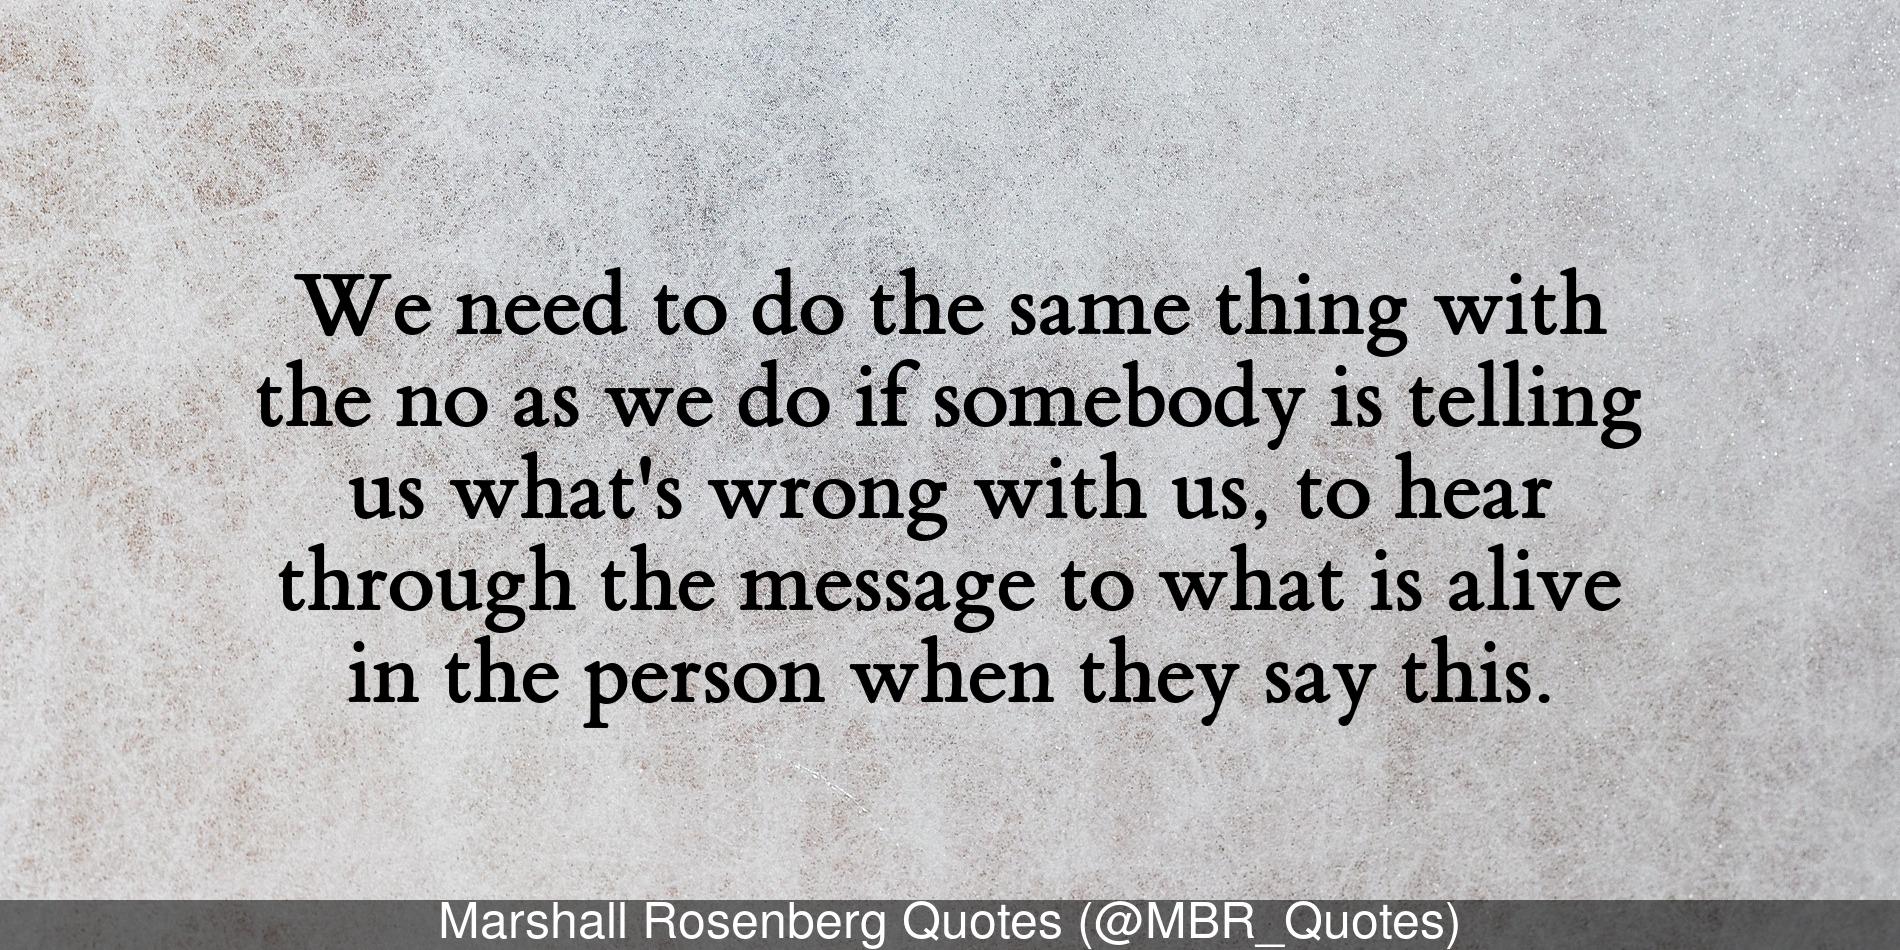 We need to do the same thing with
the no as we do if somebody is telling
us what's wrong with us, to hear
through the message to what is alive
in the person when they say this.
Marshall Rosenberg Quotes (@MBR_Quotes)